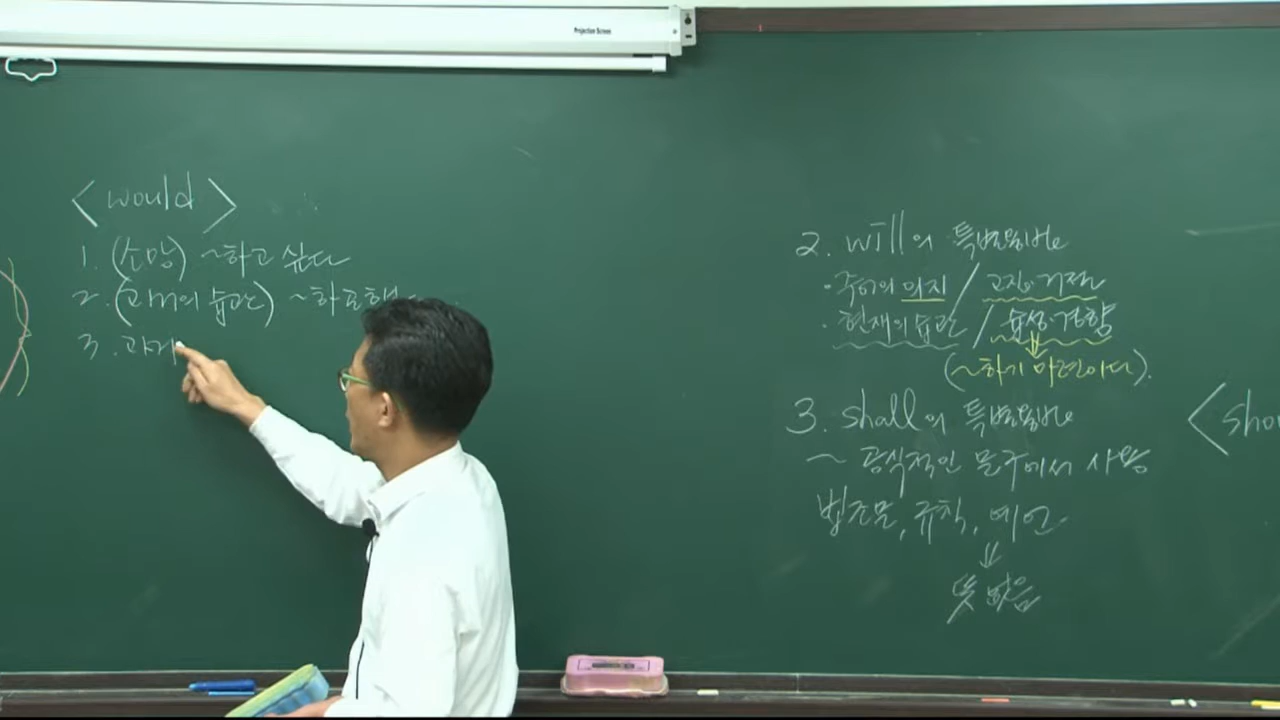 Projection Screen
<would>
1. (소망) ~하고 싶다
2. (과거의 습관) ~하곤 했
3. 과거
2. will의 특별용법
· 주어의 의지 / 고집·거절
· 현재의 습관 / 습성·경향
(~하기 마련이다).
3. shall의 특별용법
~ 공식적인 문구에서 사용
법조문, 규칙, 예언
뜻 없음
<shou